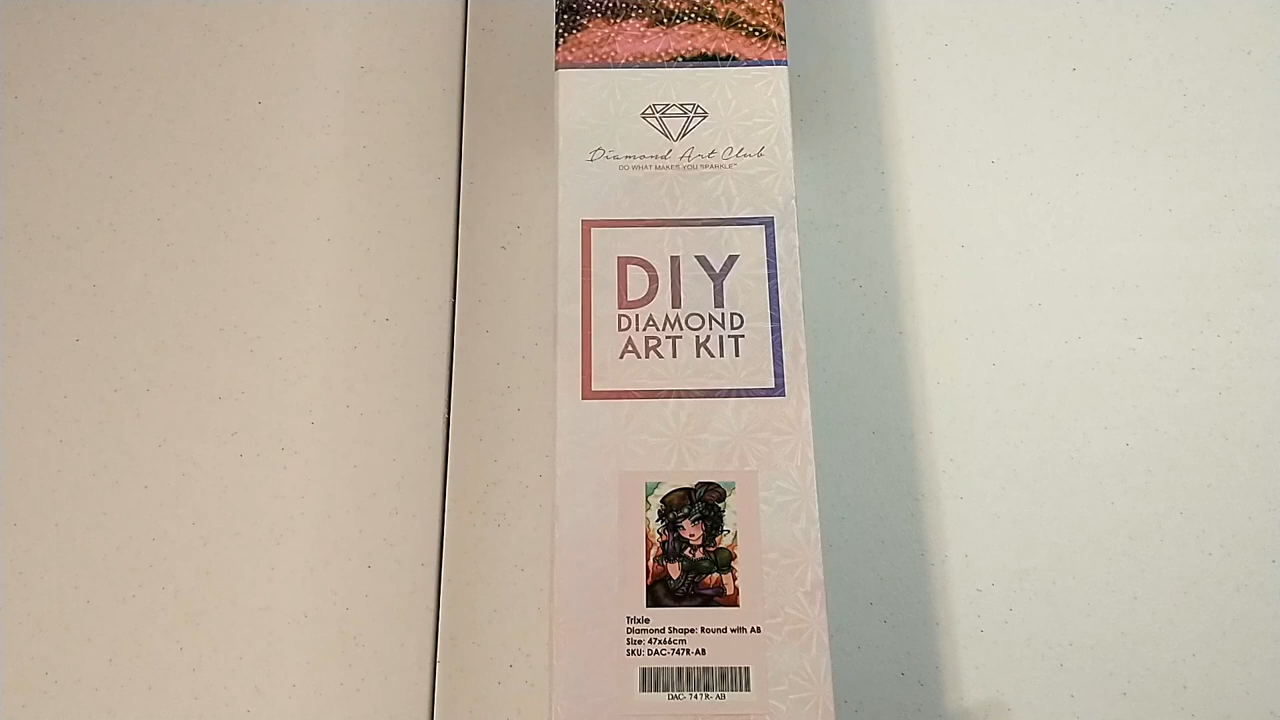 Diamond Art Club
DO WHAT MAKES YOU SPARKLE™
DIY
DIAMOND
ART KIT
Trixie
Diamond Shape: Round with AB
Size: 47x66cm
SKU: DAC-747R-AB
DAC- 747R- AB